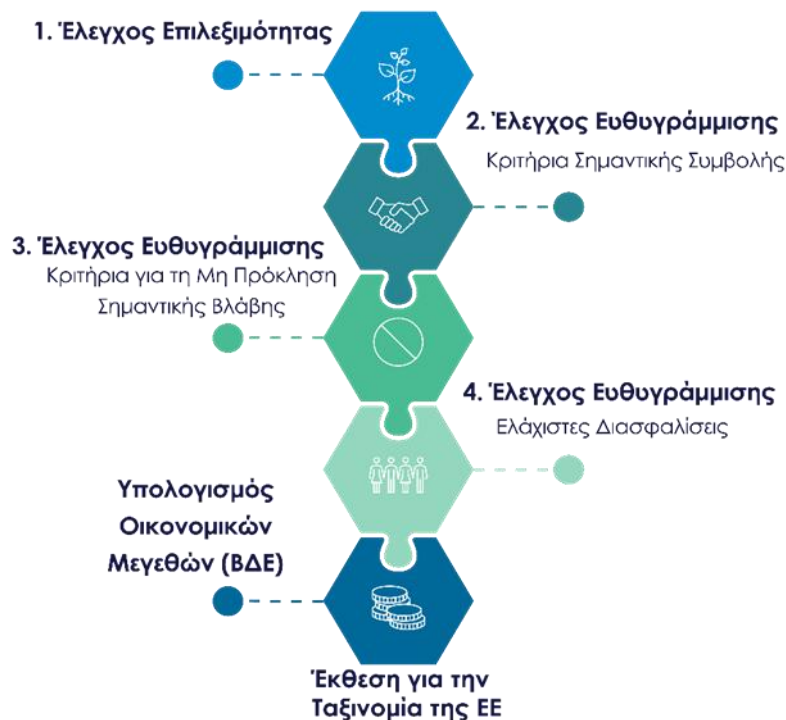 1. Έλεγχος Επιλεξιμότητας
2. Έλεγχος Ευθυγράμμισης
Κριτήρια Σημαντικής Συμβολής
3. Έλεγχος Ευθυγράμμισης
Κριτήρια για τη Μη Πρόκληση
Σημαντικής Βλάβης
4. Έλεγχος Ευθυγράμμισης
Ελάχιστες Διασφαλίσεις
Υπολογισμός
Οικονομικών
Μεγεθών (ΒΔΕ)
Έκθεση για την
Ταξινομία της ΕΕ